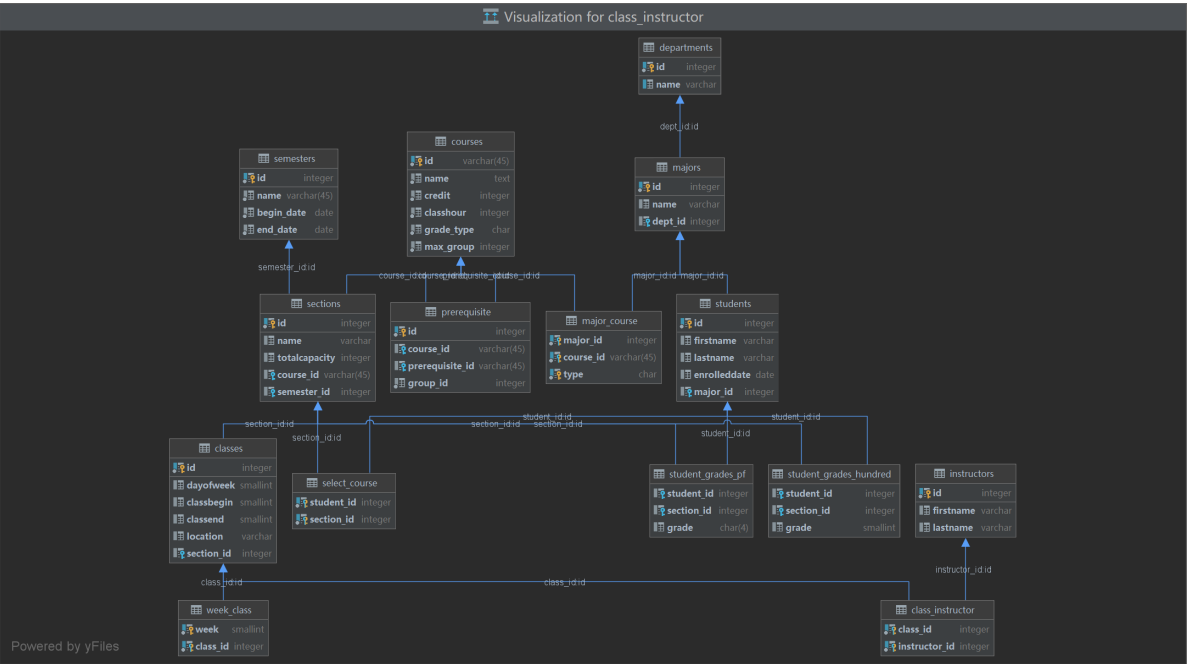 Visualization for class_instructor
departments
id integer
name varchar
dept_id:id
courses
id varchar(45)
name text
credit integer
classhour integer
grade_type char
max_group integer
semesters
id integer
name varchar(45)
begin_date date
end_date date
majors
id integer
name varchar
dept_id integer
semester_id:id
course_id:id
course_id:id
prerequisite_id:id
course_id:id
major_id:id
major_id:id
sections
id integer
name varchar
totalcapacity integer
course_id varchar(45)
semester_id integer
prerequisite
id integer
course_id varchar(45)
prerequisite_id varchar(45)
group_id integer
major_course
major_id integer
course_id varchar(45)
type char
students
id integer
firstname varchar
lastname varchar
enrolleddate date
major_id integer
student_id:id
student_id:id
section_id:id
section_id:id
section_id:id
section_id:id
student_id:id
classes
id integer
dayofweek smallint
classbegin smallint
classend smallint
location varchar
section_id integer
select_course
student_id integer
section_id integer
student_grades_pf
student_id integer
section_id integer
grade char(4)
student_grades_hundred
student_id integer
section_id integer
grade smallint
instructors
id integer
firstname varchar
lastname varchar
instructor_id:id
class_id:id
class_id:id
week_class
week smallint
class_id integer
class_instructor
class_id integer
instructor_id integer
Powered by yFiles